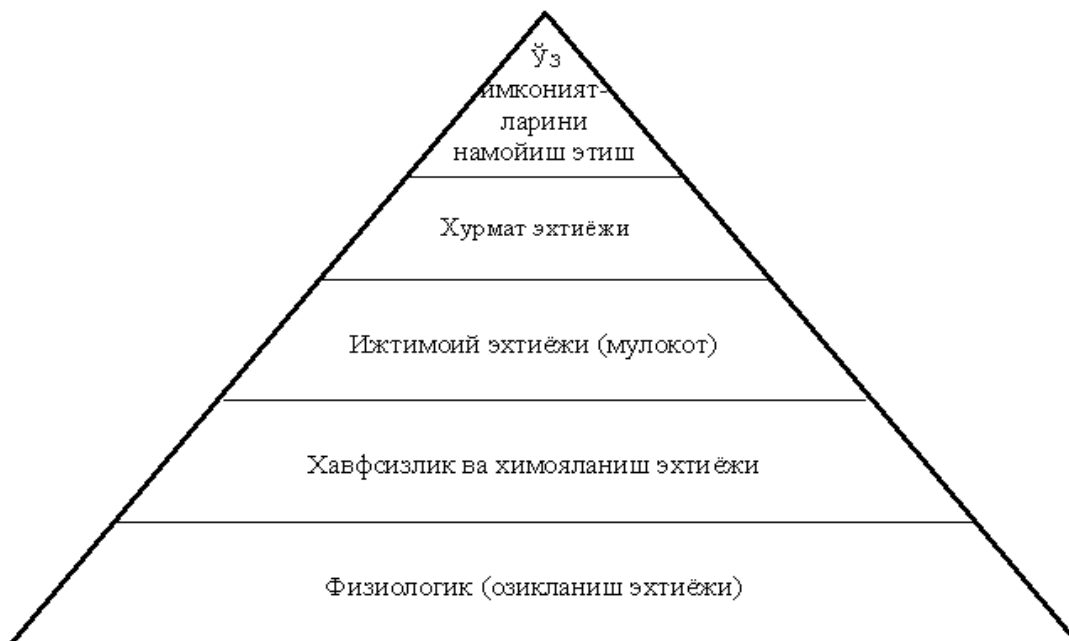 Ўз
имконият-
ларини
намойиш этиш
Хурмат эхтиёжи
Ижтимоий эхтиёжи (мулокот)
Хавфсизлик ва химояланиш эхтиёжи
Физиологик (озикланиш эхтиёжи)